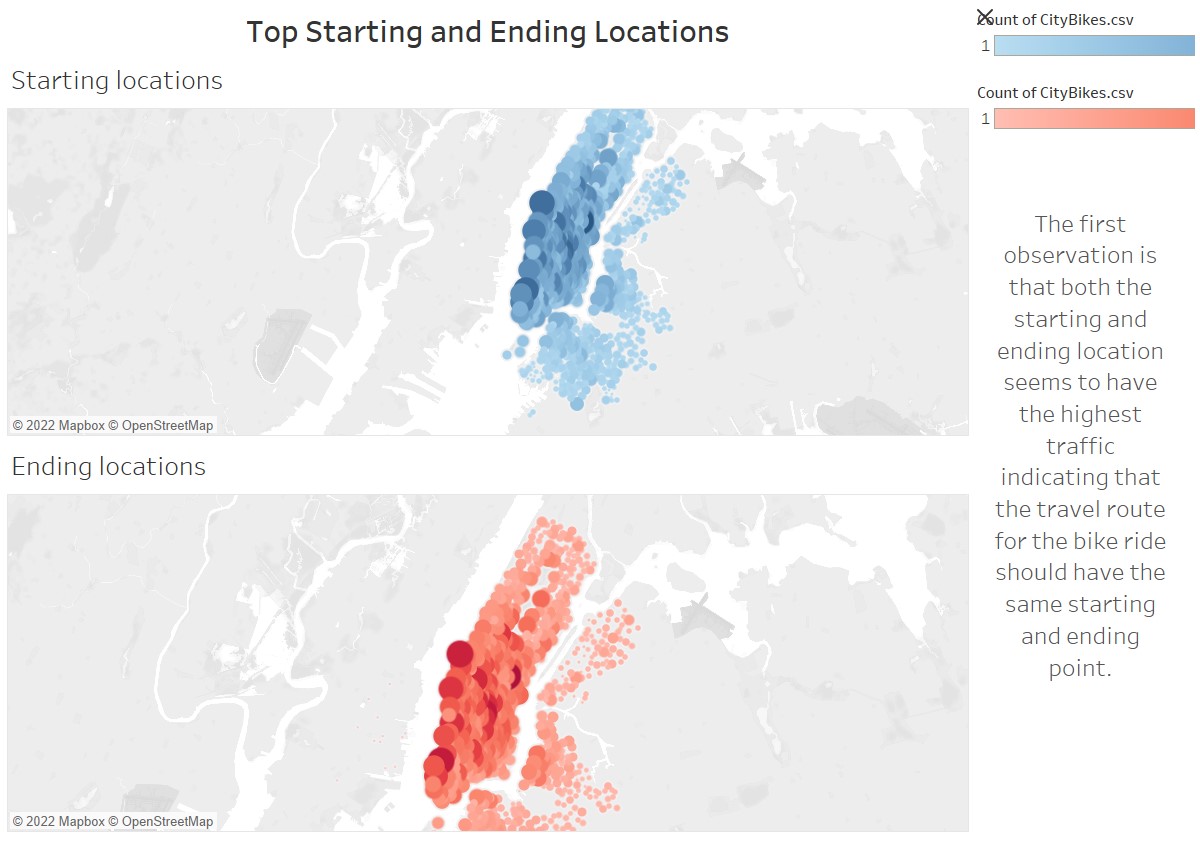 Top Starting and Ending Locations
Count of CityBikes.csv
1
Starting locations
Count of CityBikes.csv
1
© 2022 Mapbox © OpenStreetMap
Ending locations
© 2022 Mapbox © OpenStreetMap
The first
observation is
that both the
starting and
ending location
seems to have
the highest
traffic
indicating that
the travel route
for the bike ride
should have the
same starting
and ending
point.